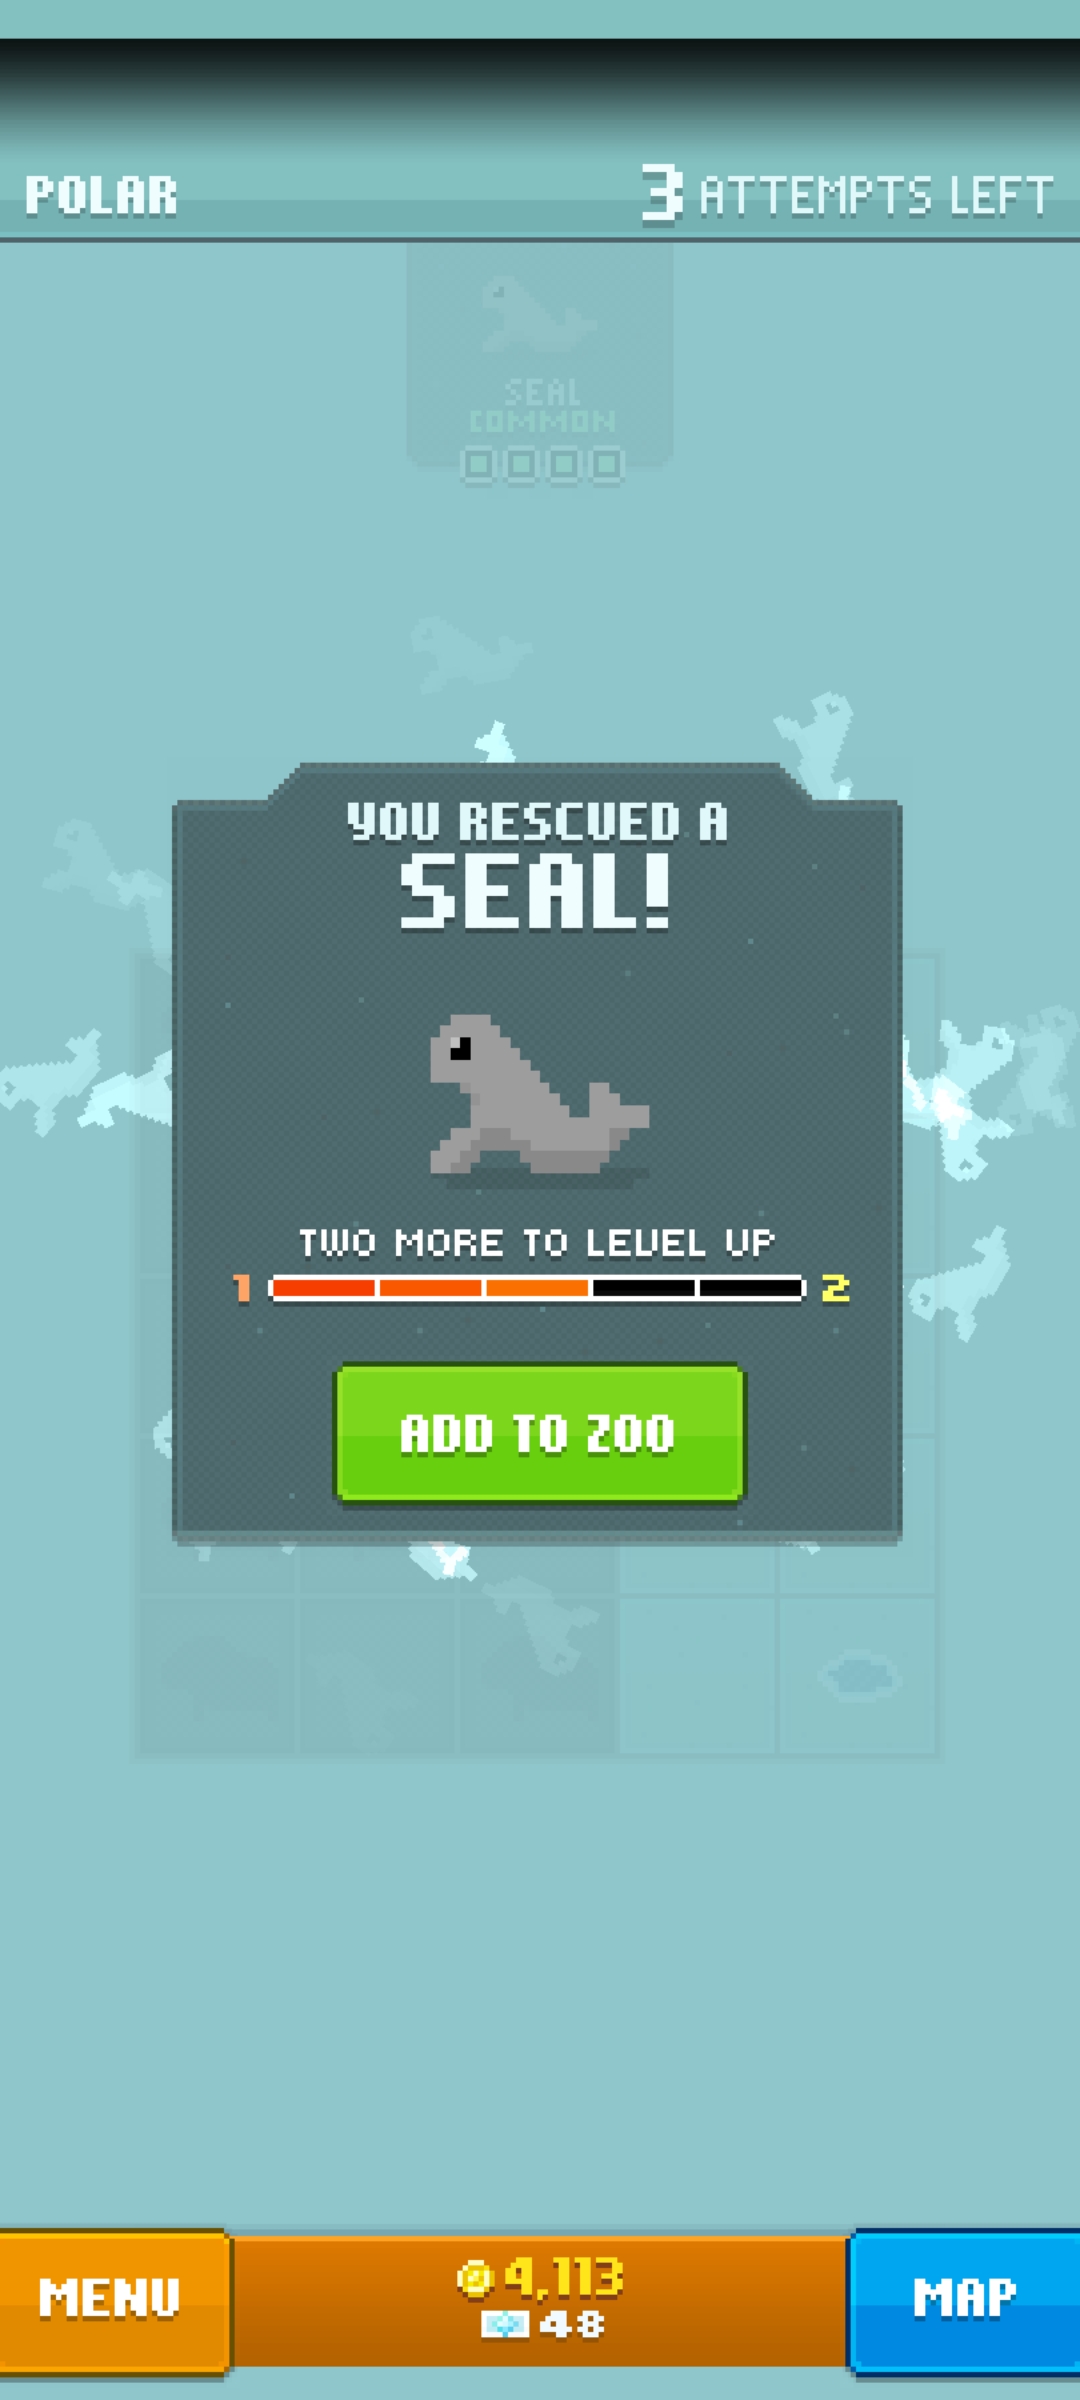 POLAR
3 ATTEMPTS LEFT
SEAL
COMMON
YOU RESCUED A
SEAL!
TWO MORE TO LEVEL UP
1
2
ADD TO ZOO
MENU
4,113
48
MAP